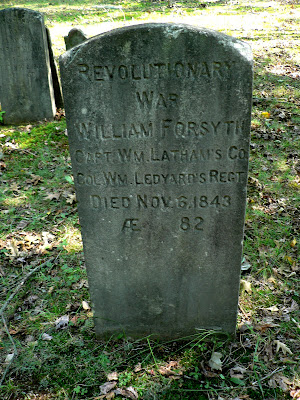 REVOLUTIONARY
WAR
WILLIAM FORSYTH
CAPT. WM. LATHAM'S CO.
COL. WM. LEDYARD'S REGT.
DIED NOV. 6, 1843
Æ 82